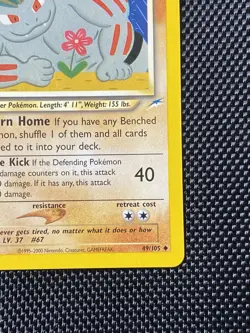 er Pokémon. Length: 4' 11", Weight: 155 lbs.
rn Home If you have any Benched
mon, shuffle 1 of them and all cards
ed to it into your deck.
e Kick If the Defending Pokémon
damage counters on it, this attack
0 damage. If it has any, this attack
0 damage.
40
resistance
retreat cost
ever gets tired, no matter what it does or how
LV. 37 #67
©1995-2000 Nintendo, Creatures, GAMEFREAK.
49/105